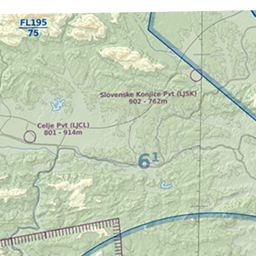 FL195
75
Slovenske Konjice Pvt (LJSK)
902 - 762m
Celje Pvt (LJCL)
801 - 914m
6¹